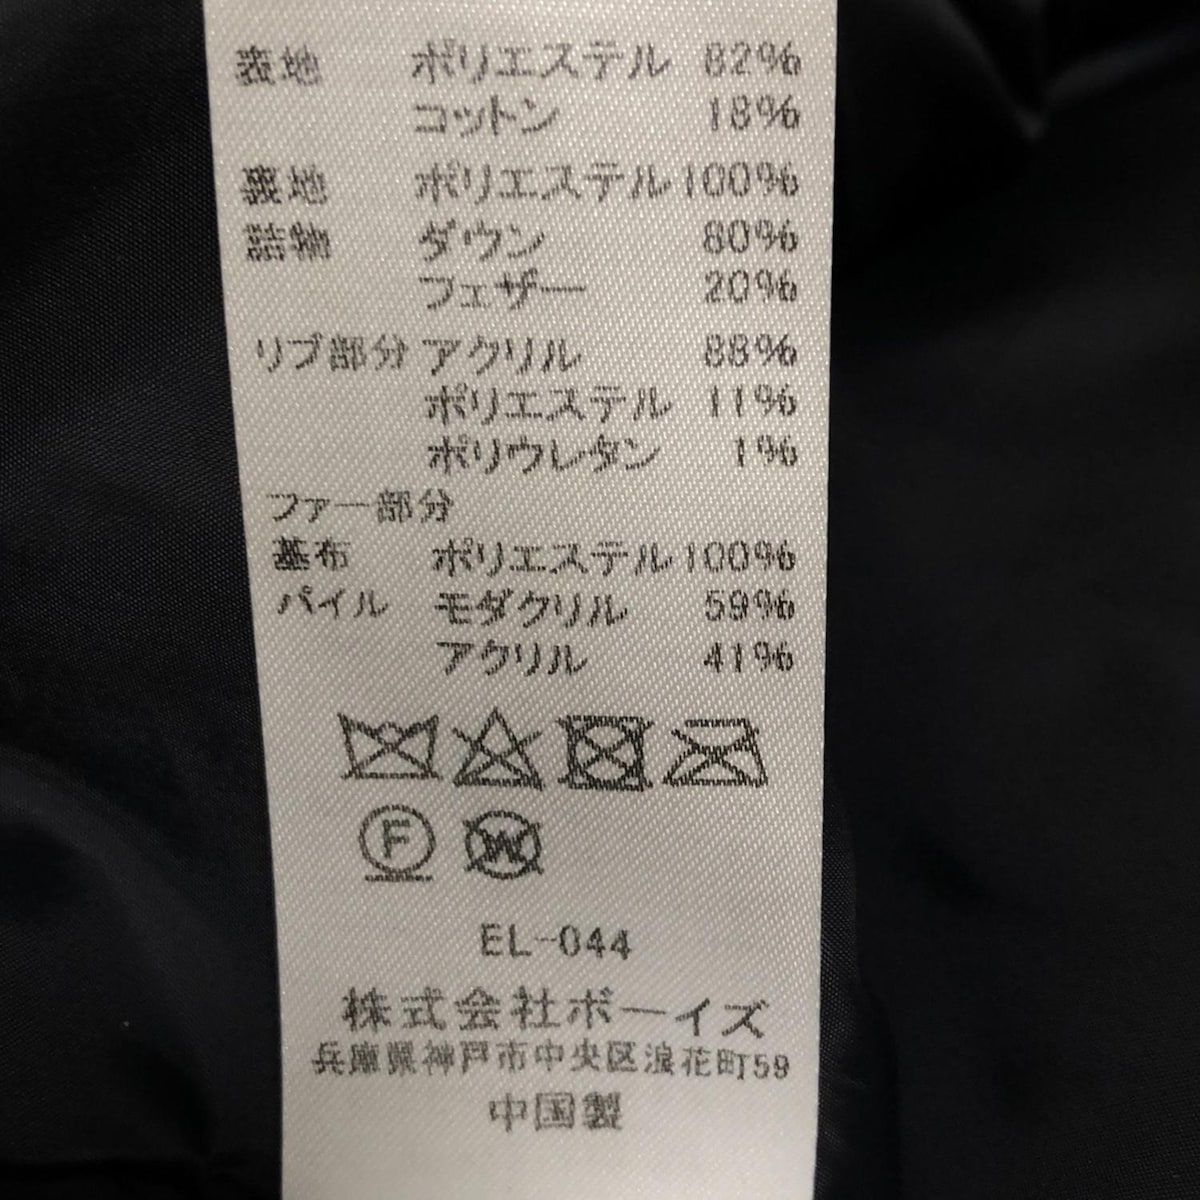 表地 ポリエステル 82%
コットン 18%
裏地 ポリエステル 100%
詰物 ダウン 80%
フェザー 20%
リブ部分 アクリル 88%
ポリエステル 11%
ポリウレタン 1%
ファー部分
基布 ポリエステル 100%
パイル モダクリル 59%
アクリル 41%
F W
EL-044
株式会社ボーイズ
兵庫県神戸市中央区浪花町59
中国製